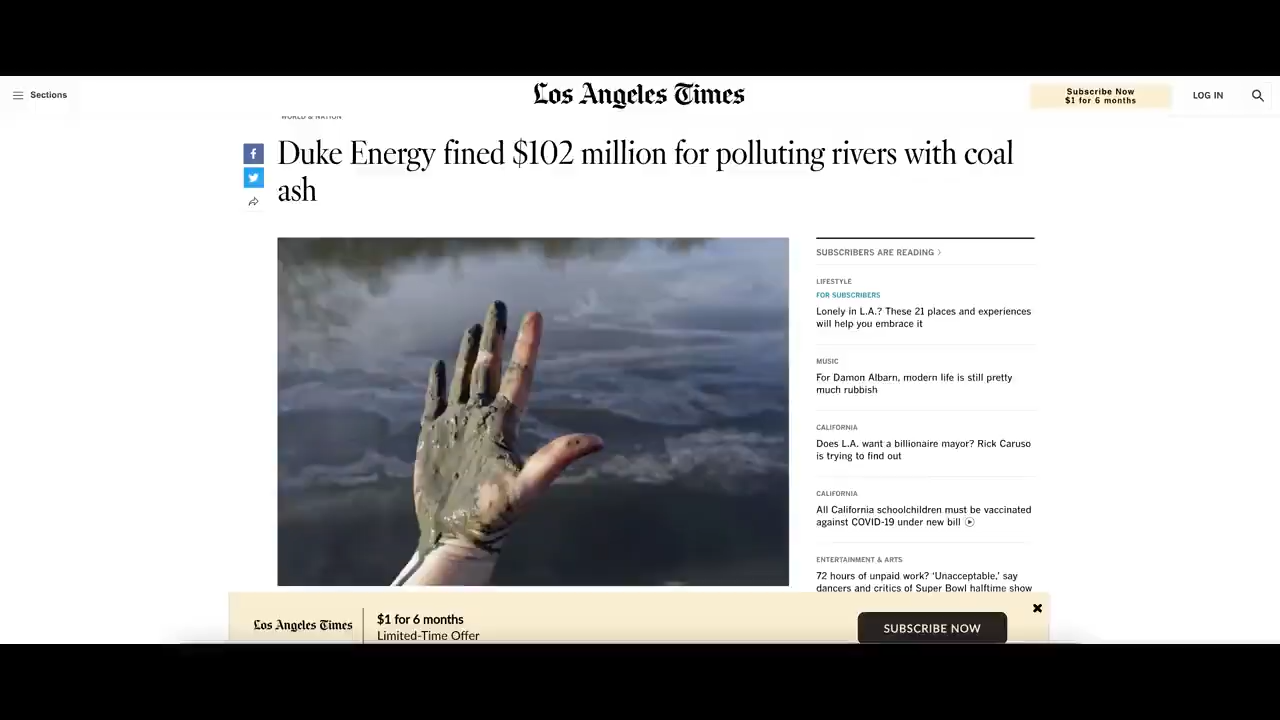 Sections
Los Angeles Times
Subscribe Now
$1 for 6 months
LOG IN
WORLD & NATION
Duke Energy fined $102 million for polluting rivers with coal
ash
SUBSCRIBERS ARE READING
LIFESTYLE
FOR SUBSCRIBERS
Lonely in L.A.? These 21 places and experiences
will help you embrace it
MUSIC
For Damon Albarn, modern life is still pretty
much rubbish
CALIFORNIA
Does L.A. want a billionaire mayor? Rick Caruso
is trying to find out
CALIFORNIA
All California schoolchildren must be vaccinated
against COVID-19 under new bill
ENTERTAINMENT & ARTS
72 hours of unpaid work? ‘Unacceptable,’ say
dancers and critics of Super Bowl halftime show
Los Angeles Times
$1 for 6 months
Limited-Time Offer
SUBSCRIBE NOW